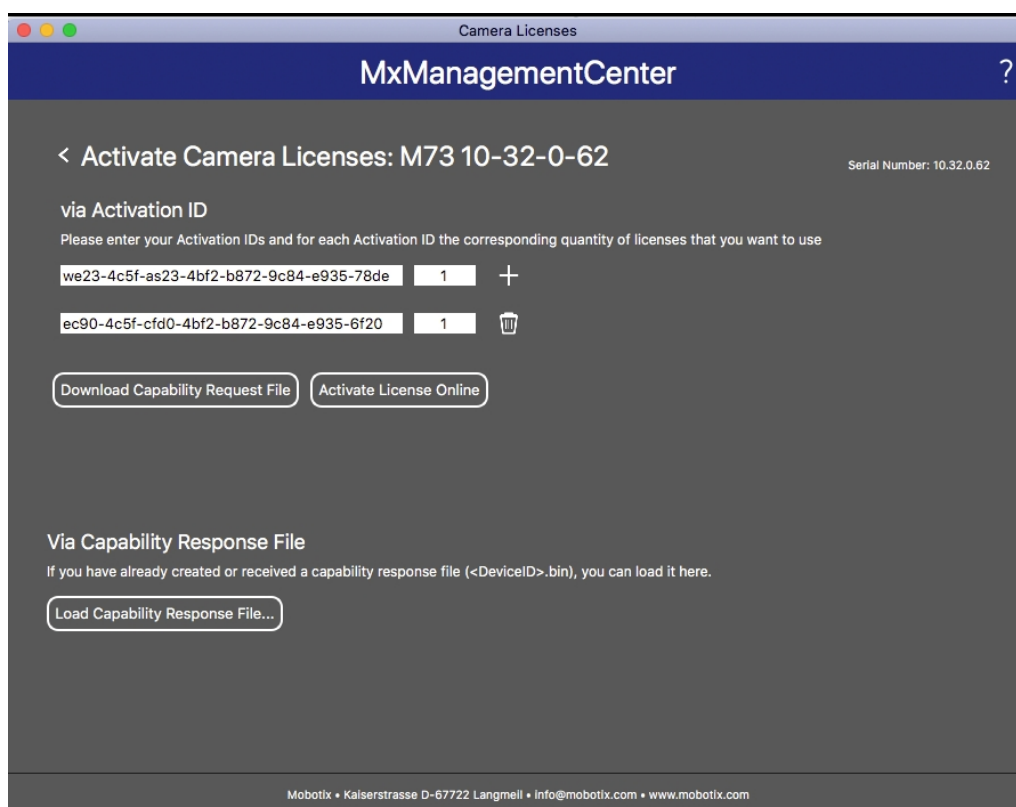 Camera Licenses
MxManagementCenter
?
< Activate Camera Licenses: M73 10-32-0-62
Serial Number: 10.32.0.62
via Activation ID
Please enter your Activation IDs and for each Activation ID the corresponding quantity of licenses that you want to use
we23-4c5f-as23-4bf2-b872-9c84-e935-78de 1 +
ec90-4c5f-cfd0-4bf2-b872-9c84-e935-6f20 1
Download Capability Request File Activate License Online
Via Capability Response File
If you have already created or received a capability response file (<DeviceID>.bin), you can load it here.
Load Capability Response File...
Mobotix • Kaiserstrasse D-67722 Langmeil • info@mobotix.com • www.mobotix.com